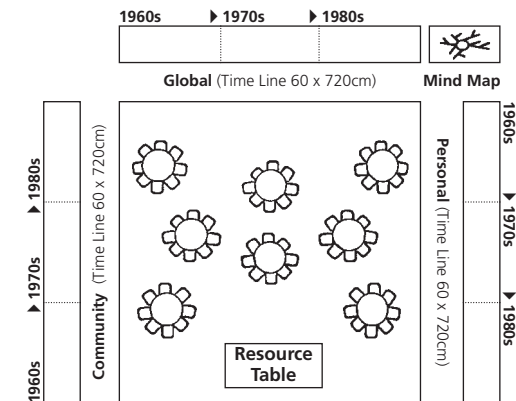 1960s ▶ 1970s ▶ 1980s
Global (Time Line 60 x 720cm)
Mind Map
1960s ▶ 1970s ▶ 1980s
Community (Time Line 60 x 720cm)
Personal (Time Line 60 x 720cm)
1960s ▶ 1970s ▶ 1980s
Resource
Table